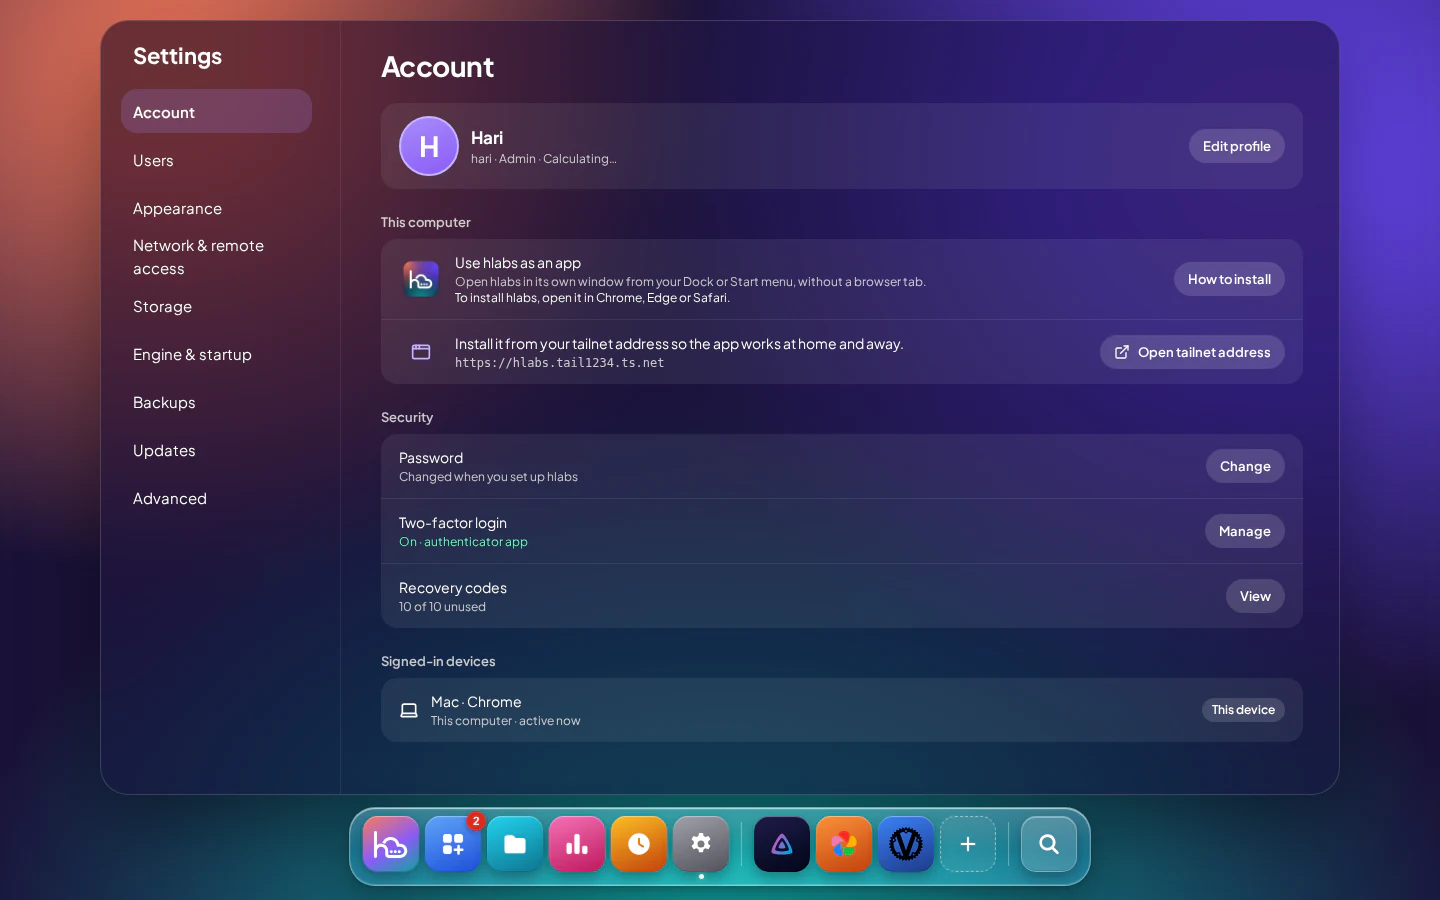 Settings
Account
Users
Appearance
Network & remote
access
Storage
Engine & startup
Backups
Updates
Advanced
Account
H
Hari
hari · Admin · Calculating…
Edit profile
This computer
h
Use hlabs as an app
Open hlabs in its own window from your Dock or Start menu, without a browser tab.
To install hlabs, open it in Chrome, Edge or Safari.
How to install
Install it from your tailnet address so the app works at home and away.
https://hlabs.tail1234.ts.net
Open tailnet address
Security
Password
Changed when you set up hlabs
Change
Two-factor login
On · authenticator app
Manage
Recovery codes
10 of 10 unused
View
Signed-in devices
Mac · Chrome
This computer · active now
This device
h
2
V